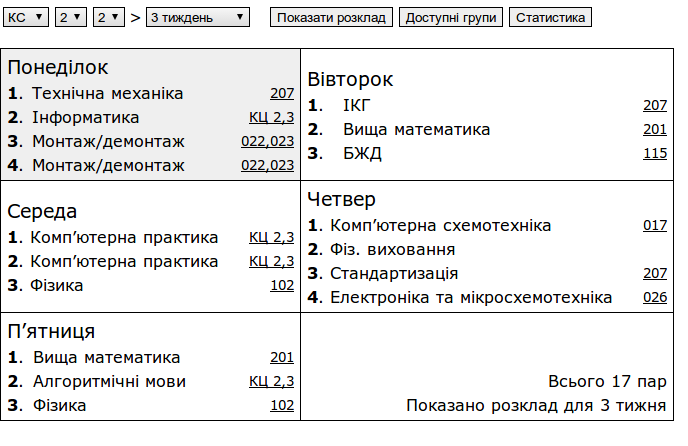 КС 2 2 > 3 тиждень Показати розклад Доступні групи Статистика
Понеділок
1. Технічна механіка 207
2. Інформатика КЦ 2,3
3. Монтаж/демонтаж 022,023
4. Монтаж/демонтаж 022,023
Вівторок
1. ІКГ 207
2. Вища математика 201
3. БЖД 115
Середа
1. Комп’ютерна практика КЦ 2,3
2. Комп’ютерна практика КЦ 2,3
3. Фізика 102
Четвер
1. Комп’ютерна схемотехніка 017
2. Фіз. виховання
3. Стандартизація 207
4. Електроніка та мікросхемотехніка 026
П’ятниця
1. Вища математика 201
2. Алгоритмічні мови КЦ 2,3
3. Фізика 102
Всього 17 пар
Показано розклад для 3 тижня